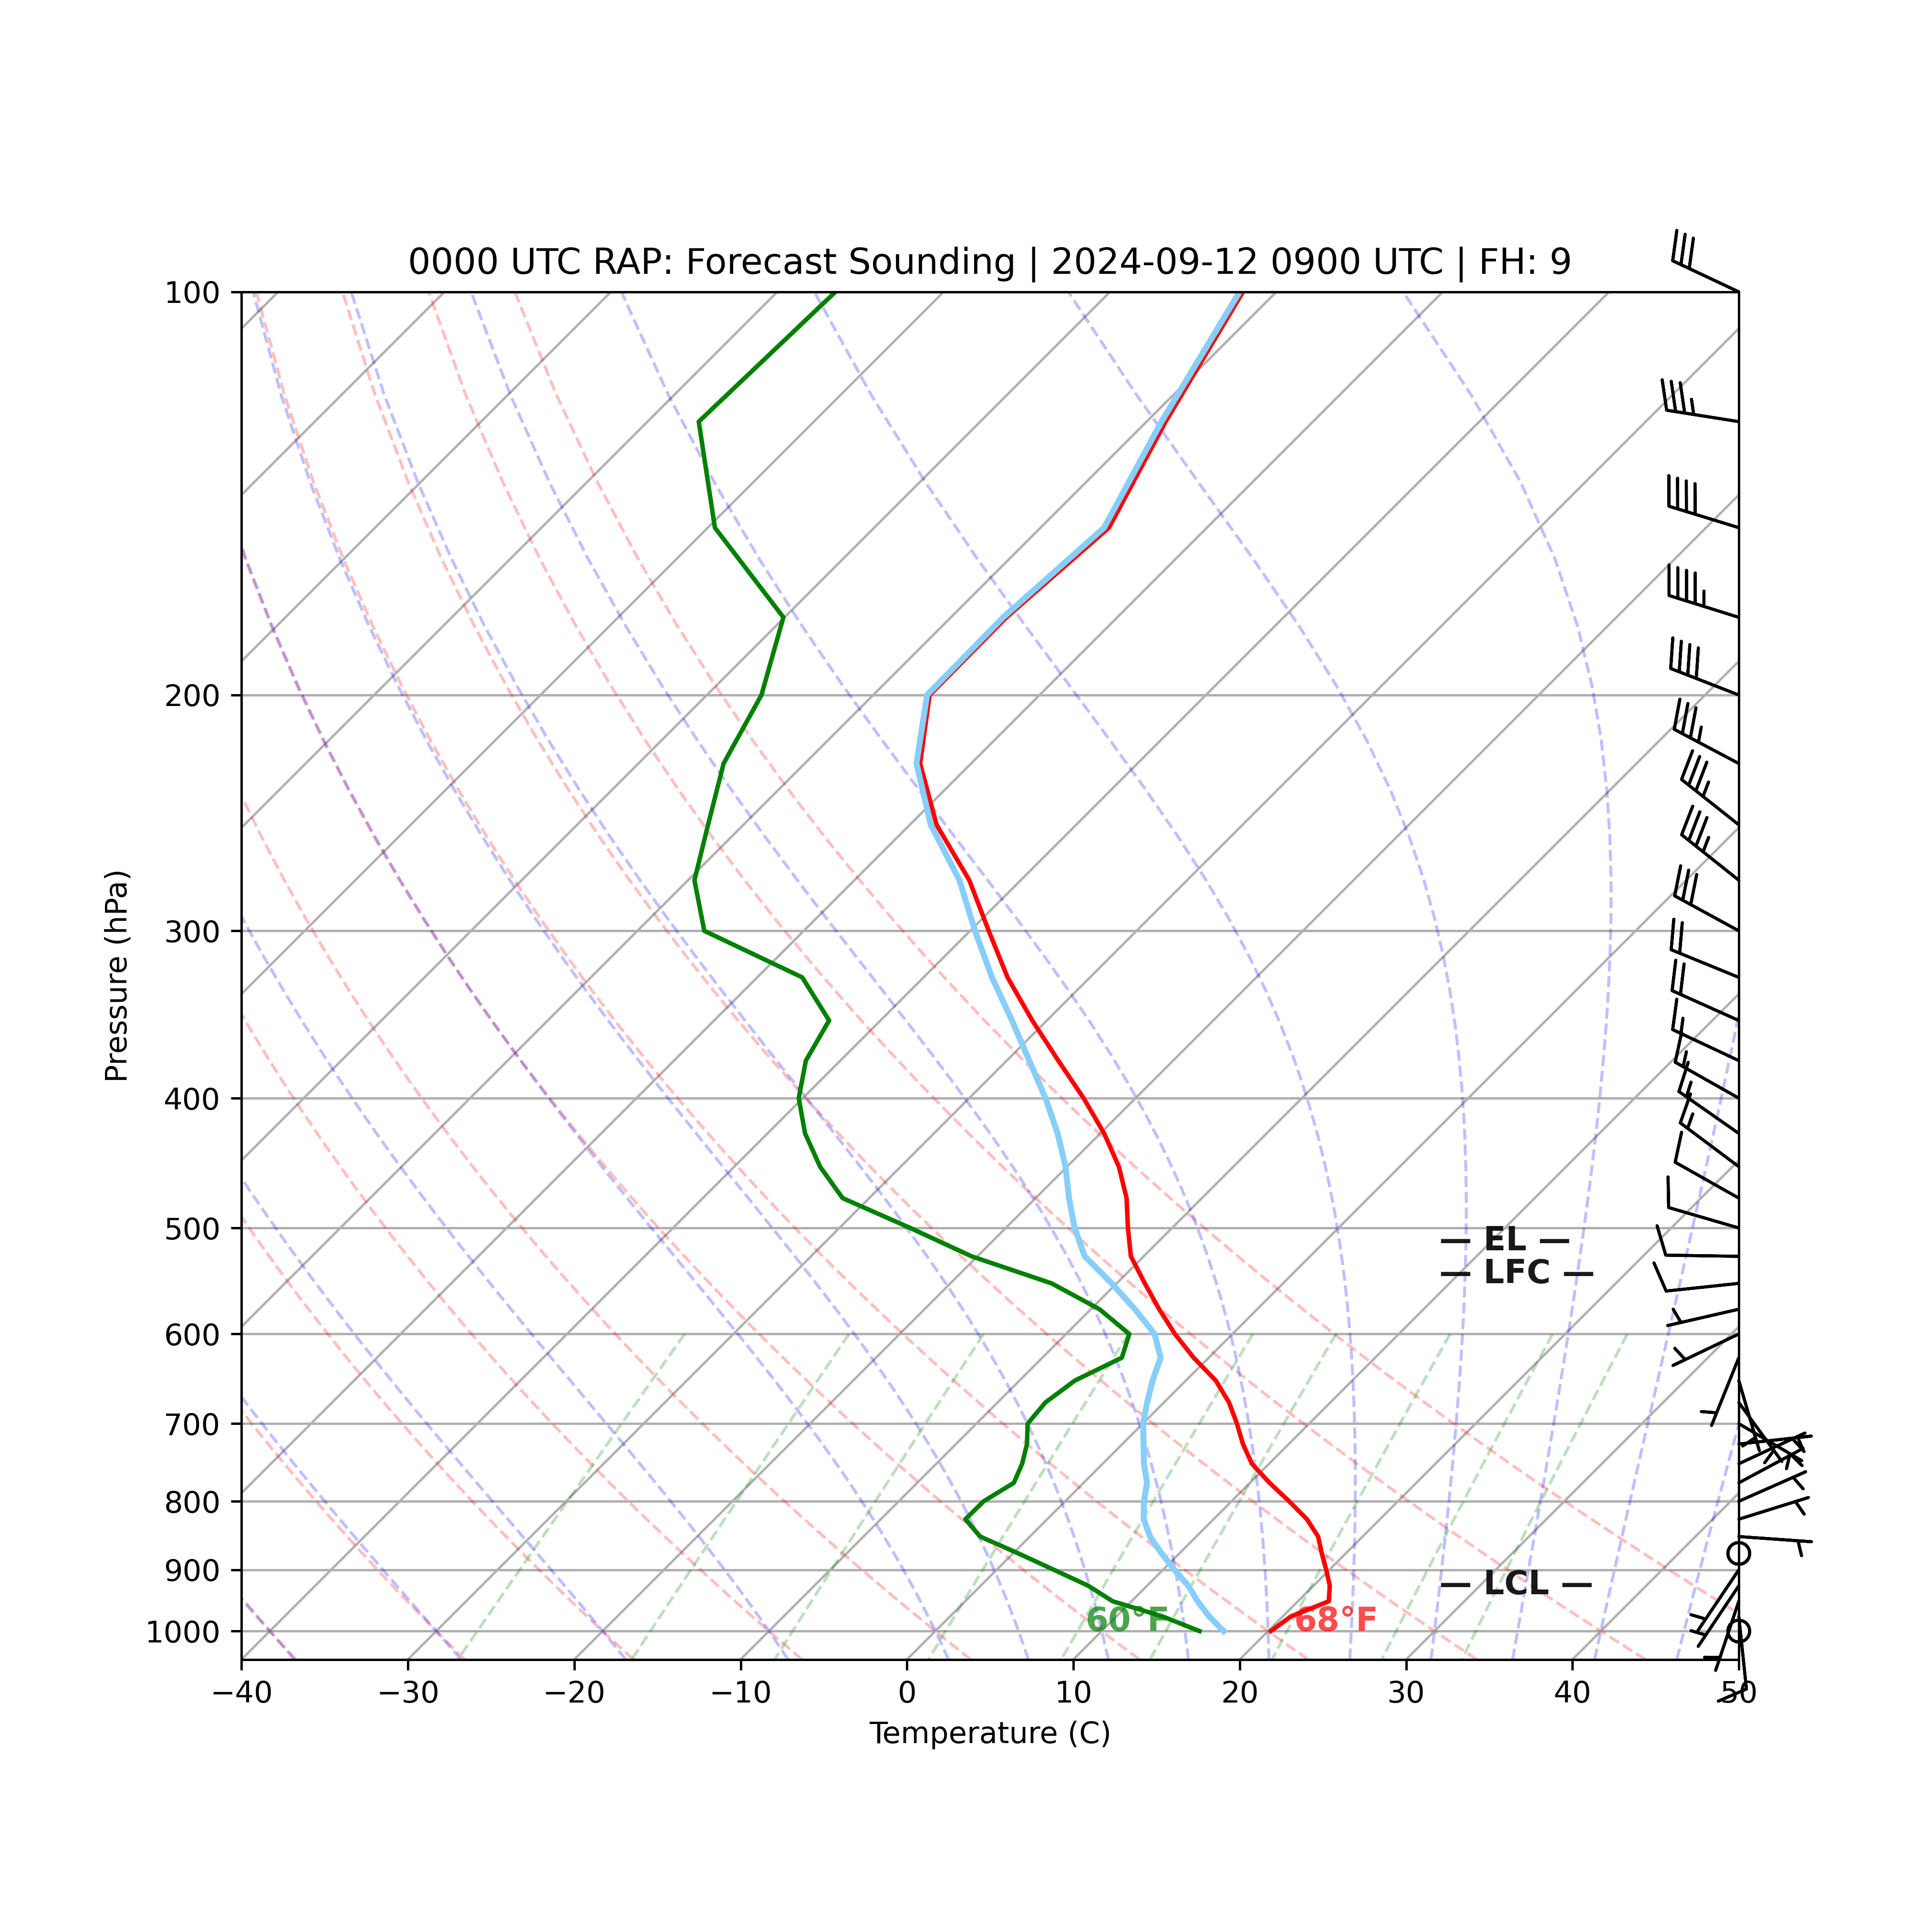 0000 UTC RAP: Forecast Sounding | 2024-09-12 0900 UTC | FH: 9
100
200
300
400
500
600
700
800
900
1000
Pressure (hPa)
— EL —
— LFC —
— LCL —
60°F
68°F
−40
−30
−20
−10
0
10
20
30
40
50
Temperature (C)